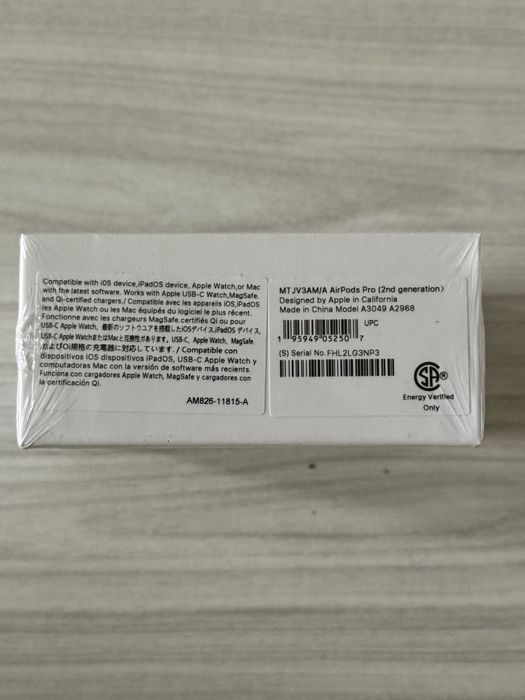 Compatible with iOS device,iPadOS device, Apple Watch,or Mac
with the latest software. Works with Apple USB-C Watch,MagSafe.
and Qi-certified chargers./ Compatible avec les appareils iOS,iPadOS
les Apple Watch ou les Mac équipés du logiciel le plus récent.
Fonctionne avec les chargeurs MagSafe.certifiés Qi ou pour
USB-C Apple Watch, 最新のソフトウエアを搭したiOSデバイス,iPadOS デバイス,
USB-C Apple WatchまたはMacと互換性があります. USB-C, Apple Watch, MagSafe.
およびQi規格の充電器に対応しています. / Compatible con
dispositivos iOS dispositivos iPadOS, USB-C Apple Watch y
computadoras Mac con la versión de software más recients.
Funciona con cargadores Apple Watch, MagSafe y cargadores con
la certificación Qi.
AM826-11815-A
MTJV3AM/A AirPods Pro (2nd generation)
Designed by Apple in California
Made in China Model A3049 A2968
UPC
1 95949 05250 7
(S) Serial No.FHL2LG3NP3
SA®
Energy Verified
Only